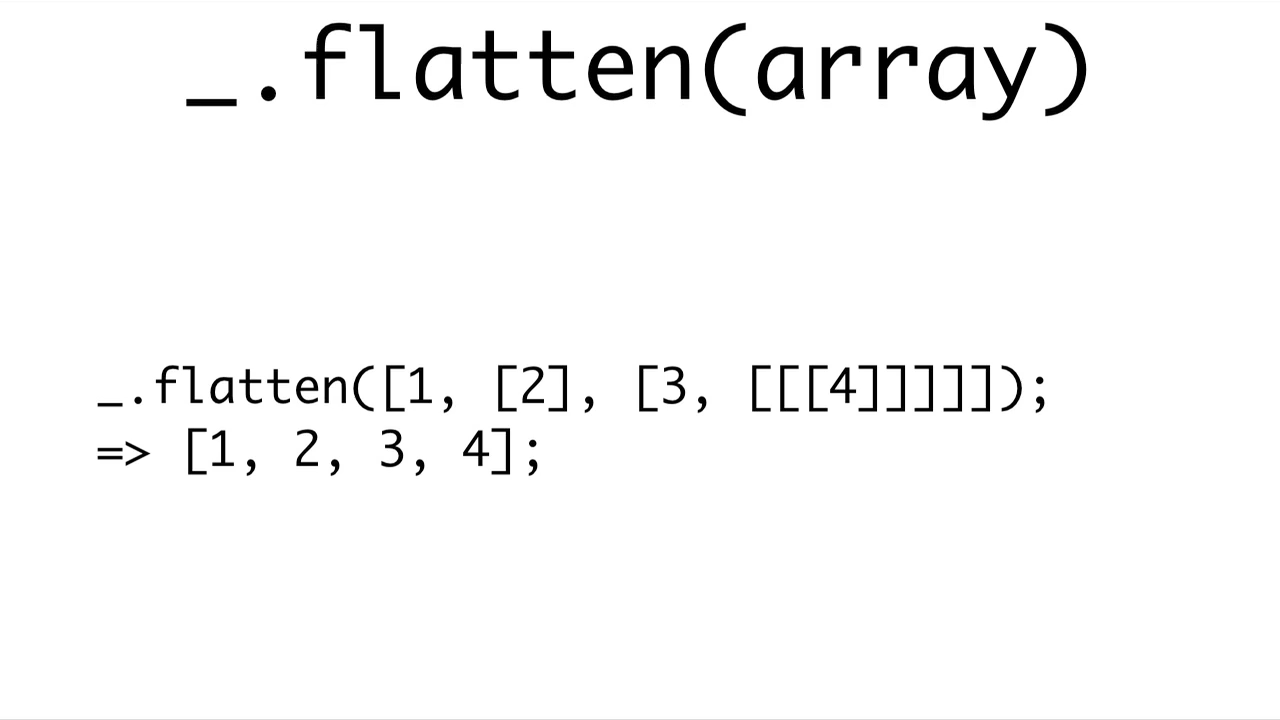 _.flatten(array)
_.flatten([1, [2], [3, [[[4]]]]]);
=> [1, 2, 3, 4];